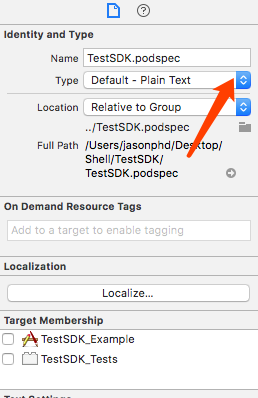 Identity and Type
Name TestSDK.podspec
Type Default - Plain Text
Location Relative to Group
../TestSDK.podspec
Full Path /Users/jasonphd/Desktop/
Shell/TestSDK/
TestSDK.podspec
On Demand Resource Tags
Add to a target to enable tagging
Localization
Localize...
Target Membership
TestSDK_Example
TestSDK_Tests
Text Settings